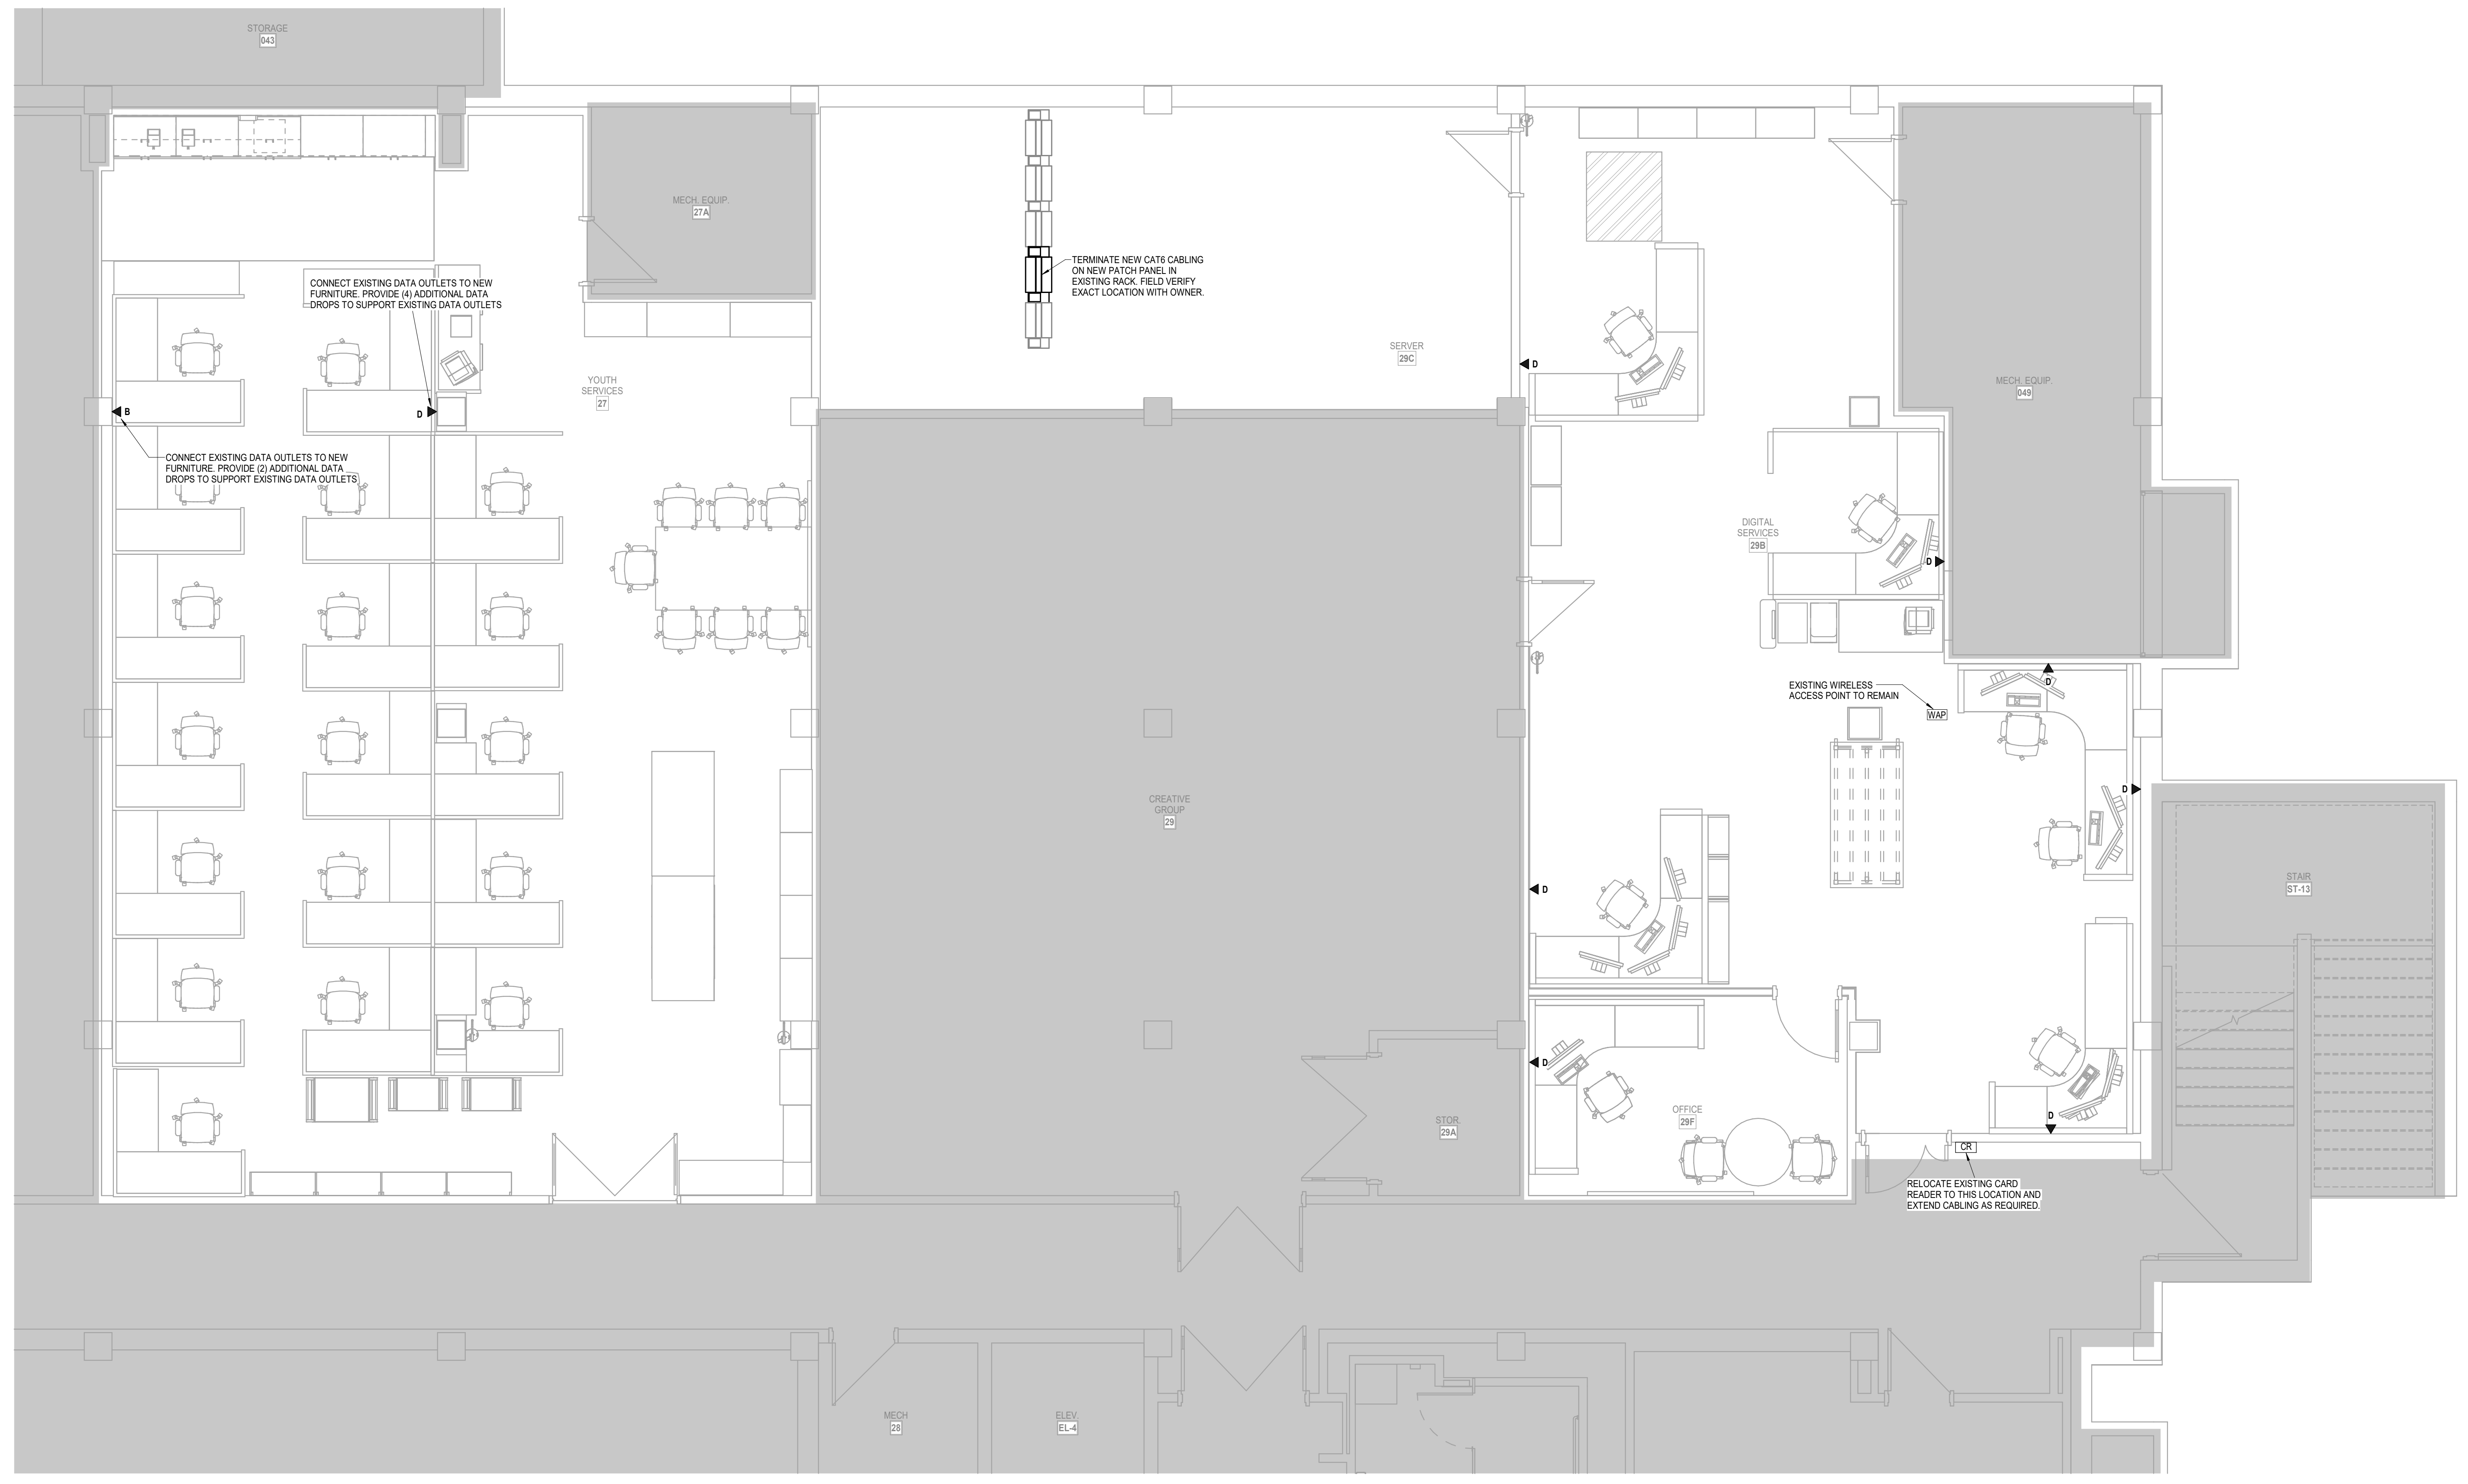 STORAGE
043
MECH. EQUIP.
27A
CONNECT EXISTING DATA OUTLETS TO NEW
FURNITURE. PROVIDE (4) ADDITIONAL DATA
DROPS TO SUPPORT EXISTING DATA OUTLETS
TERMINATE NEW CAT6 CABLING
ON NEW PATCH PANEL IN
EXISTING RACK. FIELD VERIFY
EXACT LOCATION WITH OWNER.
SERVER
29C
D
YOUTH
SERVICES
27
MECH. EQUIP.
049
B
D
CONNECT EXISTING DATA OUTLETS TO NEW
FURNITURE. PROVIDE (2) ADDITIONAL DATA
DROPS TO SUPPORT EXISTING DATA OUTLETS
DIGITAL
SERVICES
29B
D
D
EXISTING WIRELESS
ACCESS POINT TO REMAIN
WAP
D
CREATIVE
GROUP
29
STAIR
ST-13
D
D
OFFICE
29F
STOR.
29A
D
CR
RELOCATE EXISTING CARD
READER TO THIS LOCATION AND
EXTEND CABLING AS REQUIRED.
MECH
28
ELEV.
EL-4